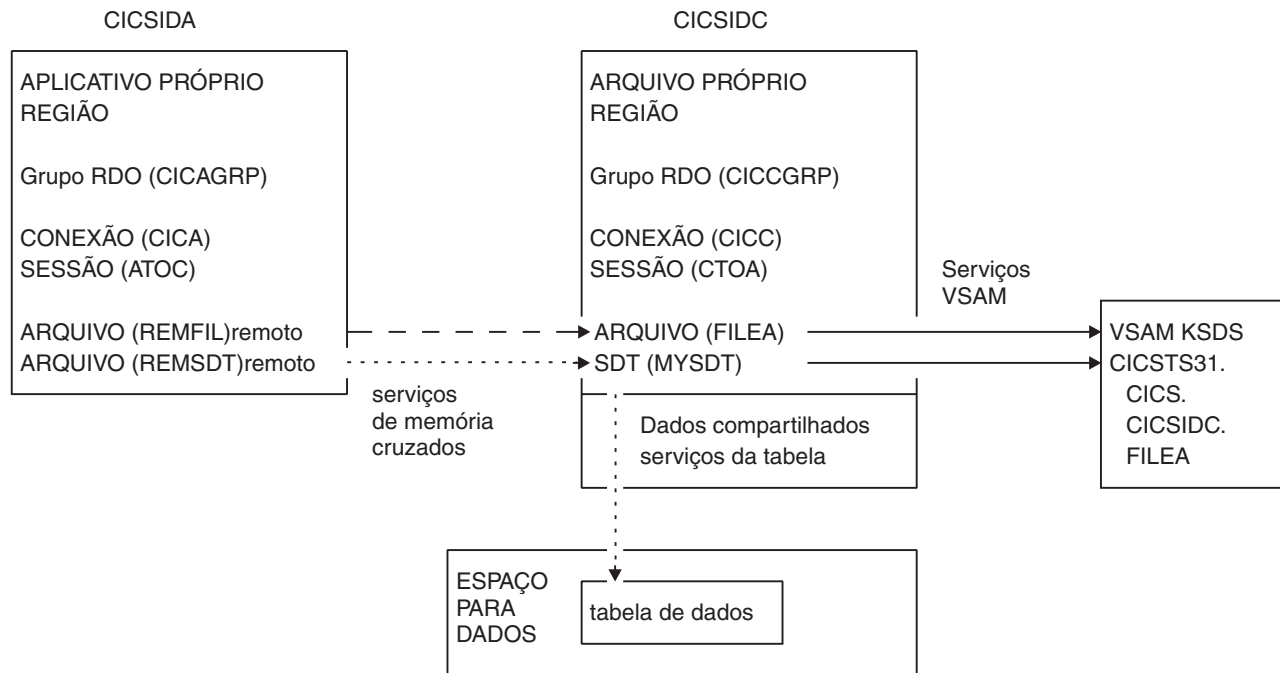 CICSIDA
APLICATIVO PRÓPRIO
REGIÃO
Grupo RDO (CICAGRP)
CONEXÃO (CICA)
SESSÃO (ATOC)
ARQUIVO (REMFIL)remoto
ARQUIVO (REMSDT)remoto
serviços
de memória
cruzados
CICSIDC
ARQUIVO PRÓPRIO
REGIÃO
Grupo RDO (CICCGRP)
CONEXÃO (CICC)
SESSÃO (CTOA)
ARQUIVO (FILEA)
SDT (MYSDT)
Dados compartilhados
serviços da tabela
Serviços
VSAM
VSAM KSDS
CICSTS31.
CICS.
CICSIDC.
FILEA
ESPAÇO
PARA
DADOS
tabela de dados